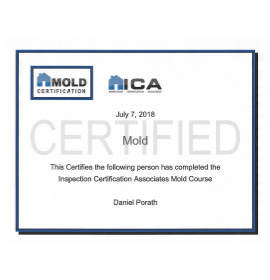 MOLD
CERTIFICATION
ICA
July 7, 2018
CERTIFIED
Mold
This Certifies the following person has completed the
Inspection Certification Associates Mold Course
Daniel Porath